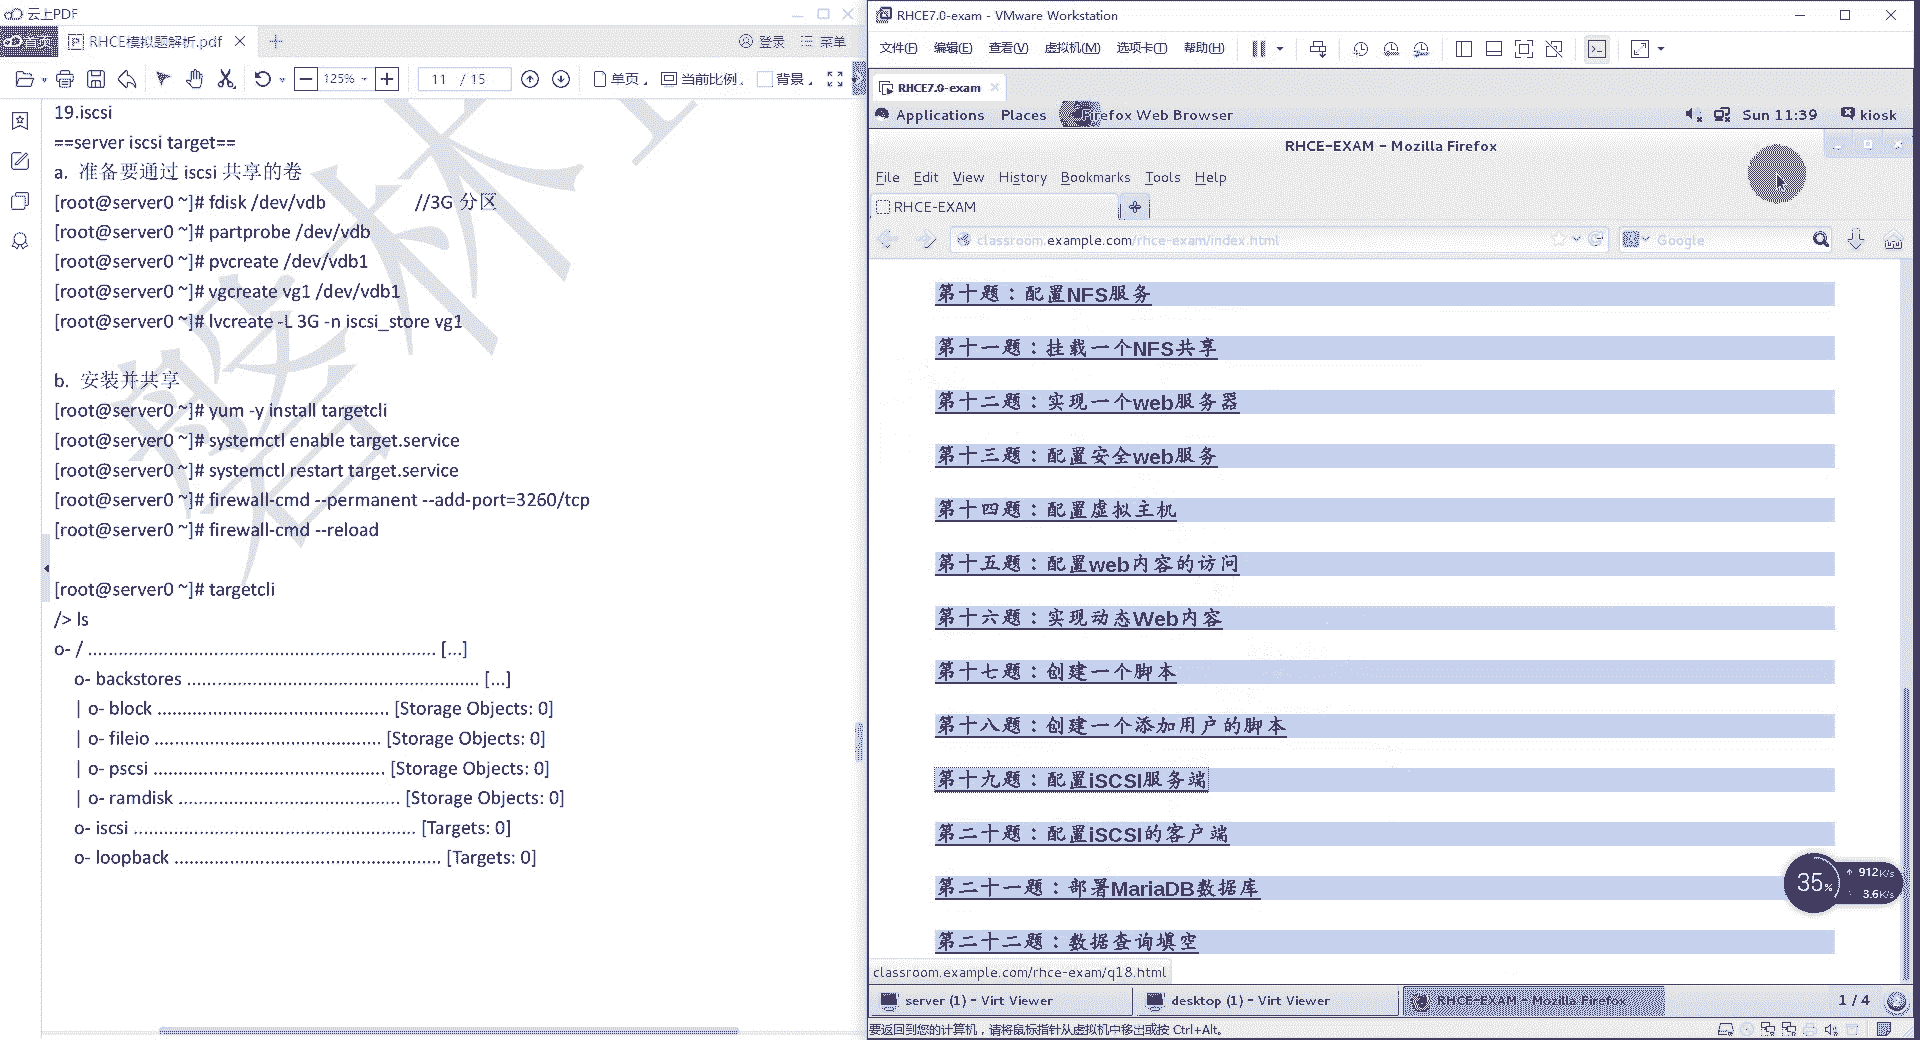 云上PDF
首页
RHCE模拟题解析.pdf
登录
菜单
125%
11 / 15
单页
当前比例
背景
19.iscsi
==server iscsi target==
a. 准备要通过 iscsi 共享的卷
[root@server0 ~]# fdisk /dev/vdb //3G 分区
[root@server0 ~]# partprobe /dev/vdb
[root@server0 ~]# pvcreate /dev/vdb1
[root@server0 ~]# vgcreate vg1 /dev/vdb1
[root@server0 ~]# lvcreate -L 3G -n iscsi_store vg1
b. 安装并共享
[root@server0 ~]# yum -y install targetcli
[root@server0 ~]# systemctl enable target.service
[root@server0 ~]# systemctl restart target.service
[root@server0 ~]# firewall-cmd --permanent --add-port=3260/tcp
[root@server0 ~]# firewall-cmd --reload
[root@server0 ~]# targetcli
/> ls
o- / .................................................................... [...]
o- backstores ......................................................... [...]
| o- block ............................................. [Storage Objects: 0]
| o- fileio ............................................ [Storage Objects: 0]
| o- pscsi ............................................. [Storage Objects: 0]
| o- ramdisk ........................................... [Storage Objects: 0]
o- iscsi ....................................................... [Targets: 0]
o- loopback .................................................... [Targets: 0]
RHCE7.0-exam - VMware Workstation
文件(F) 编辑(E) 查看(V) 虚拟机(M) 选项卡(T) 帮助(H)
RHCE7.0-exam
Applications Places Firefox Web Browser
Sun 11:39
kiosk
RHCE-EXAM - Mozilla Firefox
File Edit View History Bookmarks Tools Help
RHCE-EXAM
classroom.example.com/rhce-exam/index.html
Google
第十题：配置NFS服务
第十一题：挂载一个NFS共享
第十二题：实现一个web服务器
第十三题：配置安全web服务
第十四题：配置虚拟主机
第十五题：配置web内容的访问
第十六题：实现动态Web内容
第十七题：创建一个脚本
第十八题：创建一个添加用户的脚本
第十九题：配置iSCSI服务端
第二十题：配置iSCSI的客户端
第二十一题：部署MariaDB数据库
第二十二题：数据查询填空
35%
912K/s
3.6K/s
classroom.example.com/rhce-exam/q18.html
server (1) - Virt Viewer
desktop (1) - Virt Viewer
RHCE-EXAM - Mozilla Firefox
1 / 4
要返回到您的计算机，请将鼠标指针从虚拟机中移出或按 Ctrl+Alt。